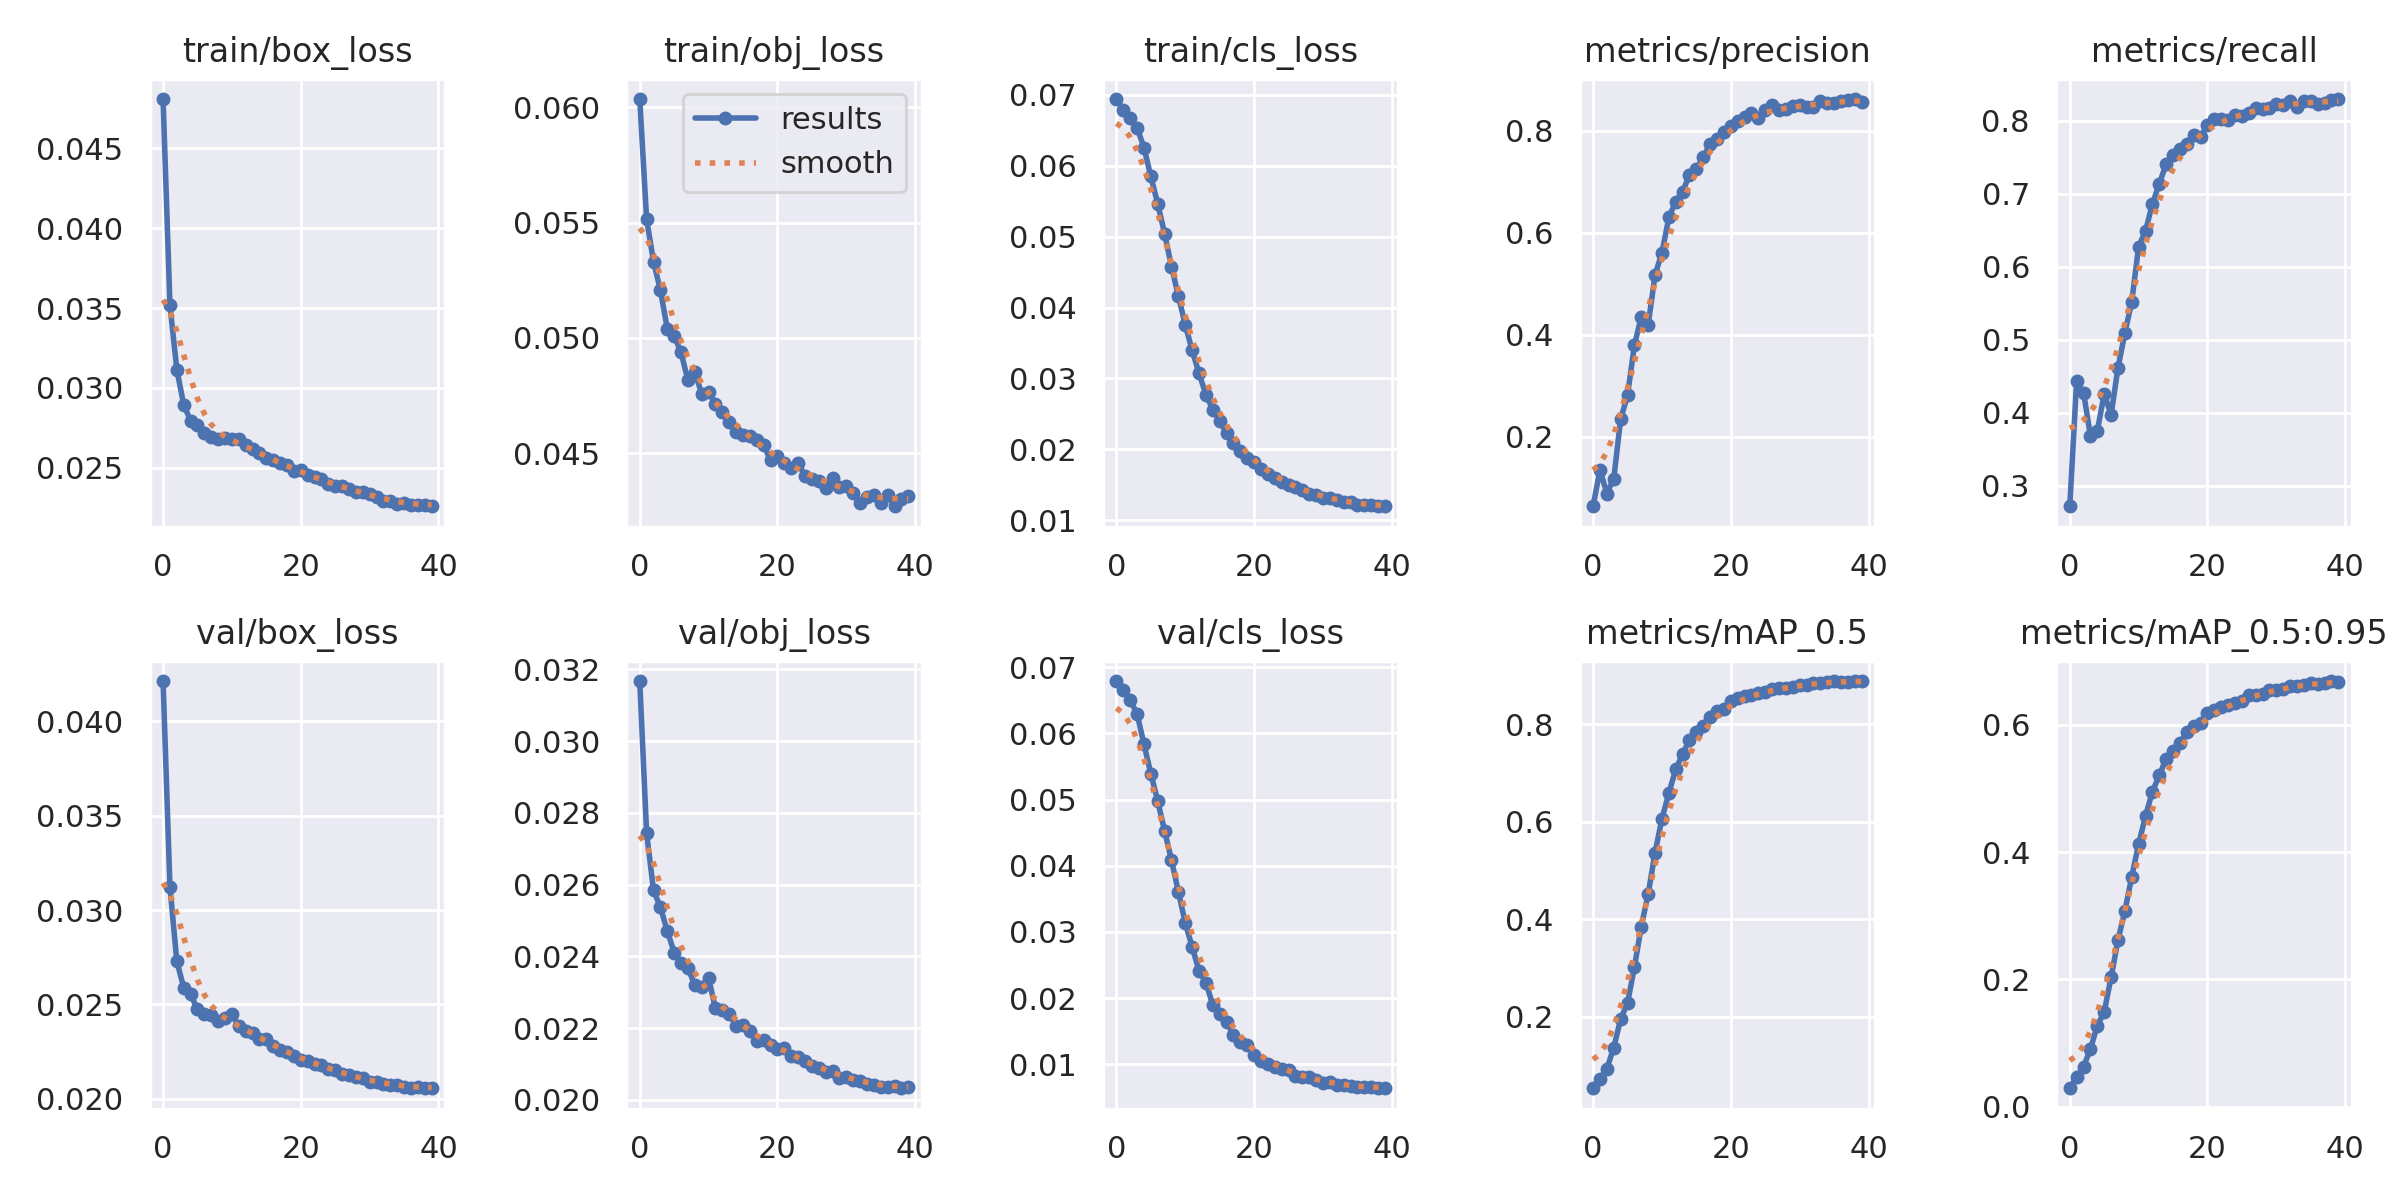 train/box_loss
0.045
0.040
0.035
0.030
0.025
0 20 40
train/obj_loss
results
smooth
0.060
0.055
0.050
0.045
0 20 40
train/cls_loss
0.07
0.06
0.05
0.04
0.03
0.02
0.01
0 20 40
metrics/precision
0.8
0.6
0.4
0.2
0 20 40
metrics/recall
0.8
0.7
0.6
0.5
0.4
0.3
0 20 40
val/box_loss
0.040
0.035
0.030
0.025
0.020
0 20 40
val/obj_loss
0.032
0.030
0.028
0.026
0.024
0.022
0.020
0 20 40
val/cls_loss
0.07
0.06
0.05
0.04
0.03
0.02
0.01
0 20 40
metrics/mAP_0.5
0.8
0.6
0.4
0.2
0 20 40
metrics/mAP_0.5:0.95
0.6
0.4
0.2
0.0
0 20 40